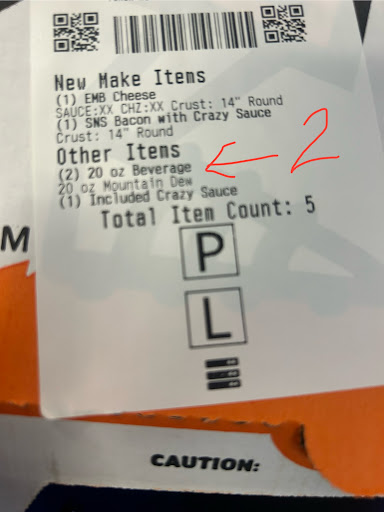 New Make Items
(1) EMB Cheese
SAUCE:XX CHZ:XX Crust: 14" Round
(1) SNS Bacon with Crazy Sauce
Crust: 14" Round
Other Items
(2) 20 oz Beverage
2
20 oz Mountain Dew
(1) Included Crazy Sauce
Total Item Count: 5
M
P
L
CAUTION: